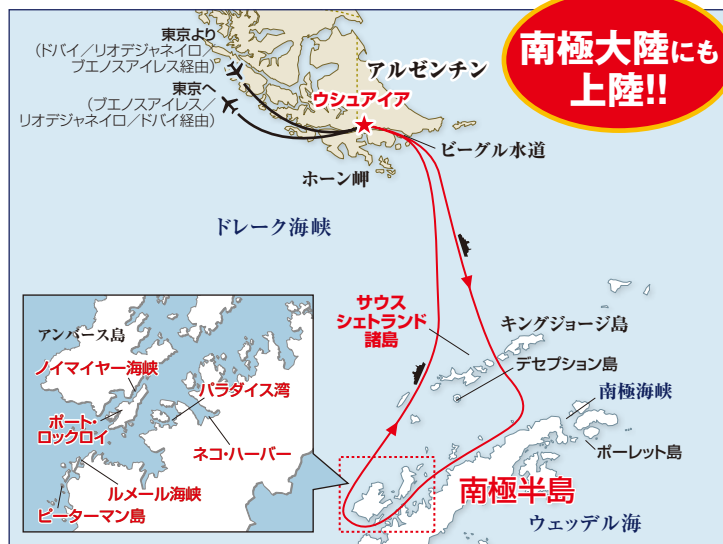 東京より
(ドバイ/リオデジャネイロ/
ブエノスアイレス経由)
東京へ
(ブエノスアイレス/
リオデジャネイロ/ドバイ経由)
南極大陸にも
上陸!!
アルゼンチン
ウシュアイア
ビーグル水道
ホーン岬
ドレーク海峡
サウス
シェトランド
諸島
キングジョージ島
デセプション島
南極海峡
ポーレット島
南極半島
ウェッデル海
アンバース島
ノイマイヤー海峡
パラダイス湾
ポート・
ロックロイ
ネコ・ハーバー
ルメール海峡
ピーターマン島